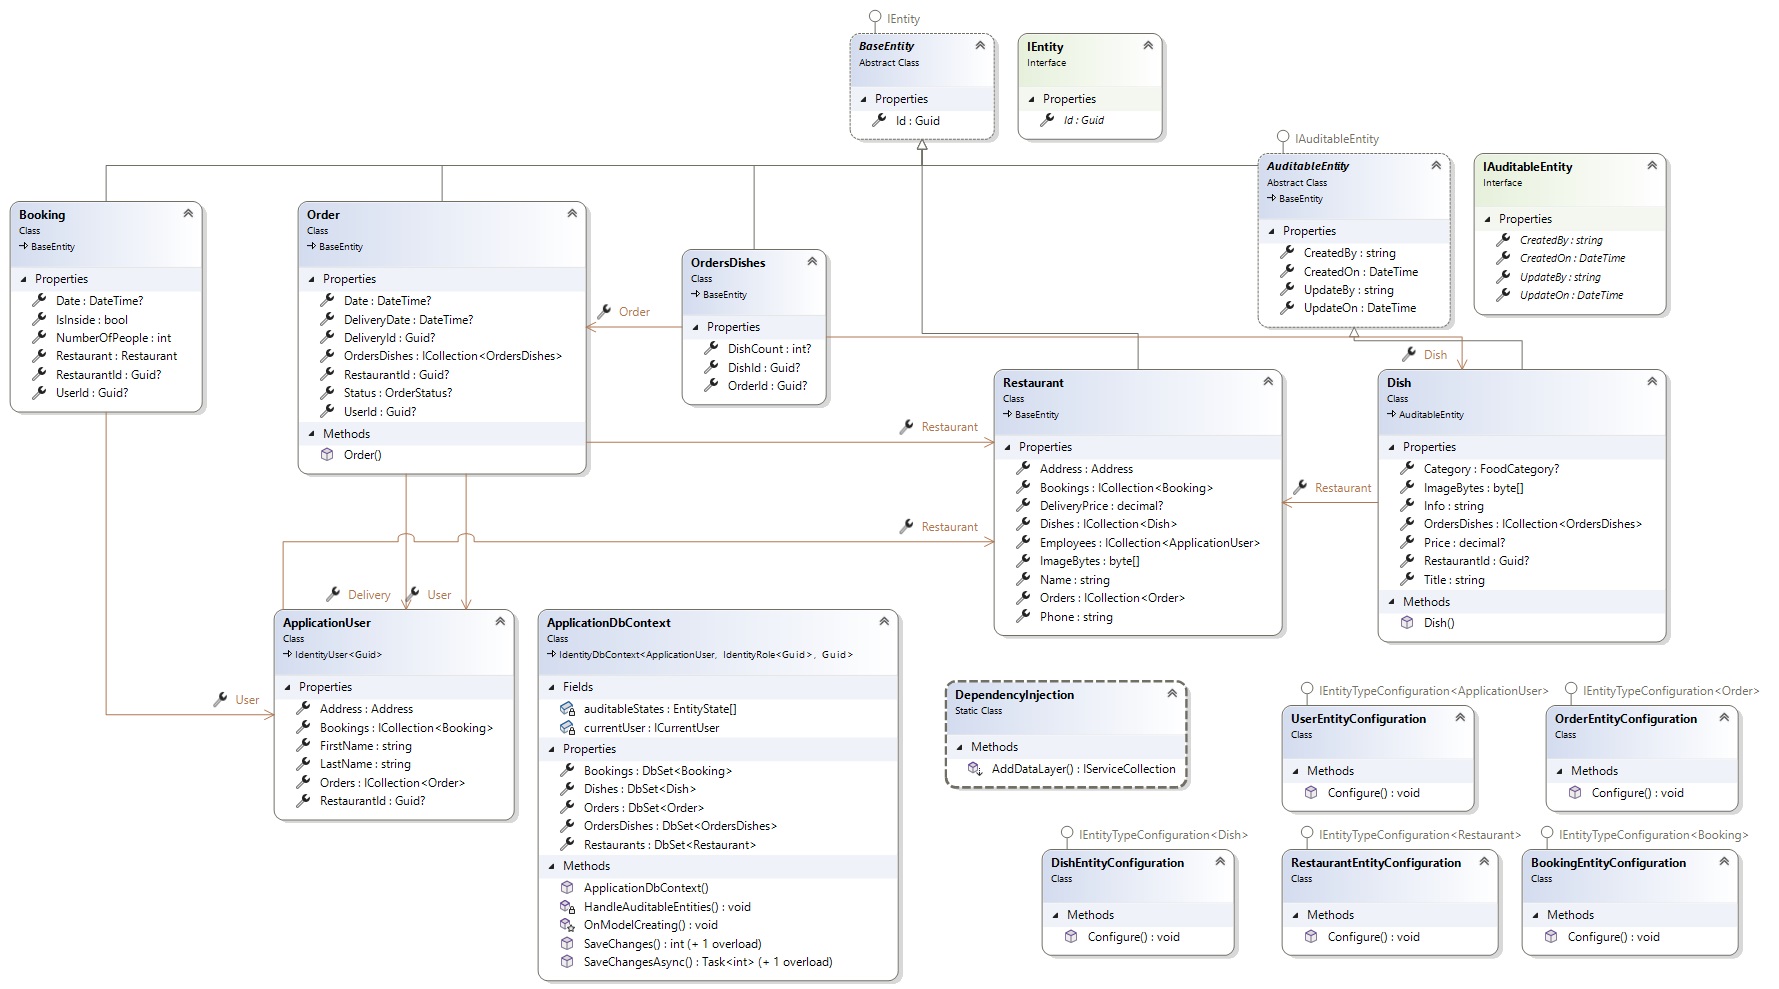 IEntity
BaseEntity
Abstract Class
Properties
Id : Guid
IEntity
Interface
Properties
Id : Guid
IAuditableEntity
AuditableEntity
Abstract Class
BaseEntity
Properties
CreatedBy : string
CreatedOn : DateTime
UpdateBy : string
UpdateOn : DateTime
IAuditableEntity
Interface
Properties
CreatedBy : string
CreatedOn : DateTime
UpdateBy : string
UpdateOn : DateTime
Booking
Class
BaseEntity
Properties
Date : DateTime?
IsInside : bool
NumberOfPeople : int
Restaurant : Restaurant
RestaurantId : Guid?
UserId : Guid?
Order
Class
BaseEntity
Properties
Date : DateTime?
DeliveryDate : DateTime?
DeliveryId : Guid?
OrdersDishes : ICollection<OrdersDishes>
RestaurantId : Guid?
Status : OrderStatus?
UserId : Guid?
Methods
Order()
Order
OrdersDishes
Class
BaseEntity
Properties
DishCount : int?
DishId : Guid?
OrderId : Guid?
Dish
Restaurant
Restaurant
Class
BaseEntity
Properties
Address : Address
Bookings : ICollection<Booking>
DeliveryPrice : decimal?
Dishes : ICollection<Dish>
Employees : ICollection<ApplicationUser>
ImageBytes : byte[]
Name : string
Orders : ICollection<Order>
Phone : string
Restaurant
Dish
Class
AuditableEntity
Properties
Category : FoodCategory?
ImageBytes : byte[]
Info : string
OrdersDishes : ICollection<OrdersDishes>
Price : decimal?
RestaurantId : Guid?
Title : string
Methods
Dish()
Restaurant
Delivery
User
User
ApplicationUser
Class
IdentityUser<Guid>
Properties
Address : Address
Bookings : ICollection<Booking>
FirstName : string
LastName : string
Orders : ICollection<Order>
RestaurantId : Guid?
ApplicationDbContext
Class
IdentityDbContext<ApplicationUser, IdentityRole<Guid>, Guid>
Fields
auditableStates : EntityState[]
currentUser : ICurrentUser
Properties
Bookings : DbSet<Booking>
Dishes : DbSet<Dish>
Orders : DbSet<Order>
OrdersDishes : DbSet<OrdersDishes>
Restaurants : DbSet<Restaurant>
Methods
ApplicationDbContext()
HandleAuditableEntities() : void
OnModelCreating() : void
SaveChanges() : int (+ 1 overload)
SaveChangesAsync() : Task<int> (+ 1 overload)
DependencyInjection
Static Class
Methods
AddDataLayer() : IServiceCollection
IEntityTypeConfiguration<ApplicationUser>
UserEntityConfiguration
Class
Methods
Configure() : void
IEntityTypeConfiguration<Order>
OrderEntityConfiguration
Class
Methods
Configure() : void
IEntityTypeConfiguration<Dish>
DishEntityConfiguration
Class
Methods
Configure() : void
IEntityTypeConfiguration<Restaurant>
RestaurantEntityConfiguration
Class
Methods
Configure() : void
IEntityTypeConfiguration<Booking>
BookingEntityConfiguration
Class
Methods
Configure() : void